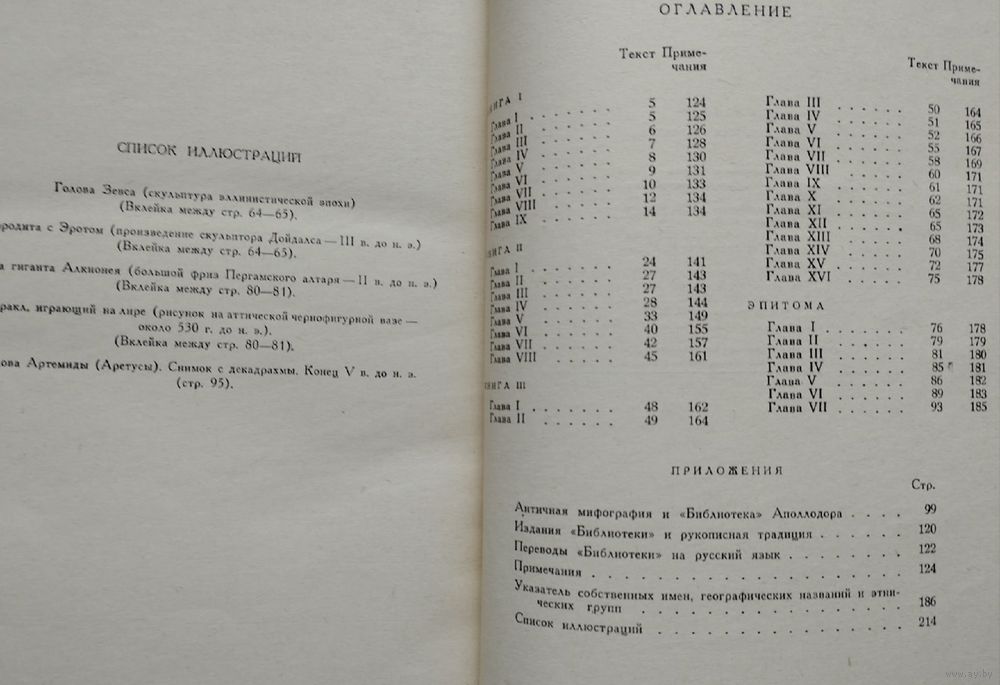 СПИСОК ИЛЛЮСТРАЦИЙ
Голова Зевса (скульптура эллинистической эпохи)
(Вклейка между стр. 64—65).
родита с Эротом (произведение скульптора Дойдалса — III в. до н. э.)
(Вклейка между стр. 64—65).
а гиганта Алкионея (большой фриз Пергамского алтаря — II в. до н. э.)
(Вклейка между стр. 80—81).
ракл, играющий на лире (рисунок на аттической чернофигурной вазе —
около 530 г. до н. э.).
(Вклейка между стр. 80—81).
ова Артемиды (Аретусы). Снимок с декадрахмы. Конец V в. до н. э.
(стр. 95).
ОГЛАВЛЕНИЕ
Текст Приме-
чания
КНИГА I 5 124
Глава I . . . . . . 5 125
Глава II . . . . . . 6 126
Глава III . . . . . . 7 128
Глава IV . . . . . . 8 130
Глава V . . . . . . 9 131
Глава VI . . . . . . 10 133
Глава VII . . . . . . 12 134
Глава VIII . . . . . . 14 134
Глава IX . . . . . .
КНИГА II
Глава I . . . . . . 24 141
Глава II . . . . . . 27 143
Глава III . . . . . . 27 143
Глава IV . . . . . . 28 144
Глава V . . . . . . 33 149
Глава VI . . . . . . 40 155
Глава VII . . . . . . 42 157
Глава VIII . . . . . . 45 161
КНИГА III
Глава I . . . . . . 48 162
Глава II . . . . . . 49 164
Текст Приме-
чания
Глава III . . . . . 50 164
Глава IV . . . . . 51 165
Глава V . . . . . 52 166
Глава VI . . . . . 55 167
Глава VII . . . . . 58 169
Глава VIII . . . . . 60 171
Глава IX . . . . . 61 171
Глава X . . . . . 62 171
Глава XI . . . . . 65 172
Глава XII . . . . . 65 173
Глава XIII . . . . . 68 174
Глава XIV . . . . . 70 175
Глава XV . . . . . 72 177
Глава XVI . . . . . 75 178
ЭПИТОМА
Глава I . . . . . . 76 178
Глава II . . . . . 79 179
Глава III . . . . . 81 180
Глава IV . . . . . 85 181
Глава V . . . . . 86 182
Глава VI . . . . . 89 183
Глава VII . . . . . 93 185
ПРИЛОЖЕНИЯ
Стр.
Античная мифография и «Библиотека» Аполлодора . . . . 99
Издания «Библиотеки» и рукописная традиция . . . . . . 120
Переводы «Библиотеки» на русский язык . . . . . . . . 122
Примечания . . . . . . . . . . . . . . . . . 124
Указатель собственных имен, географических названий и этни-
ческих групп . . . . . . . . . . . . . . . 186
Список иллюстраций . . . . . . . . . . . . . 214
www.ay.by